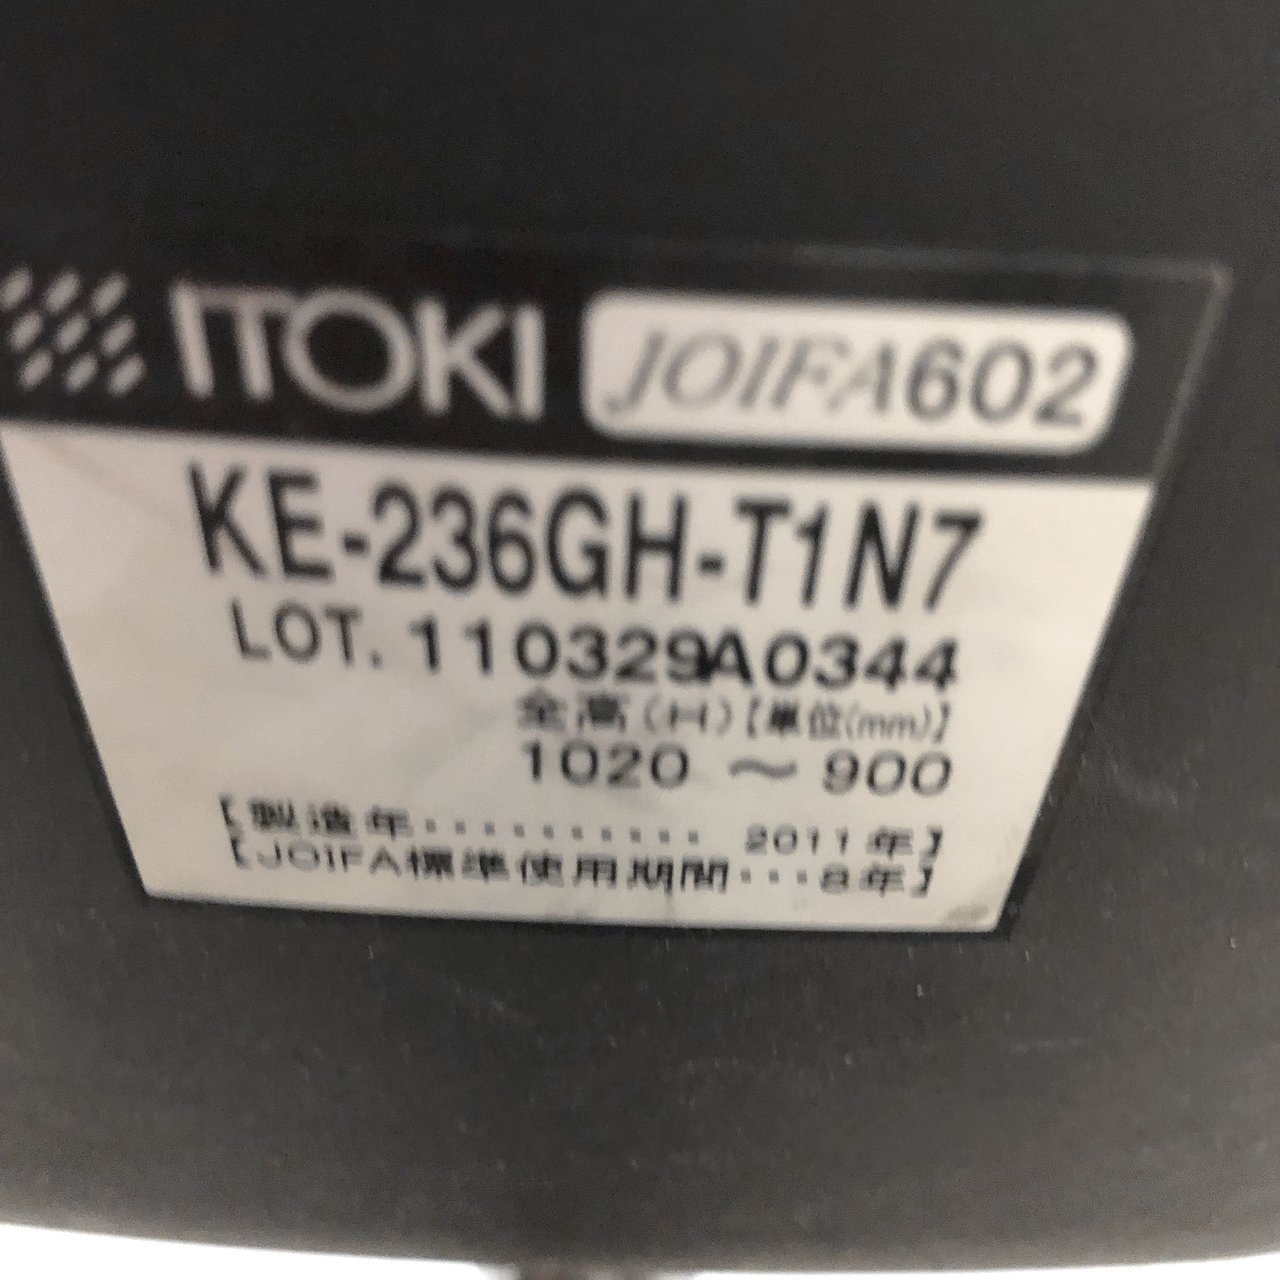 ITOKI JOIFA602
KE-236GH-T1N7
LOT. 110329A0344
全高(H)【単位(mm)】
1020 〜 900
【製造年・・・・・・・・・・ 2011年】
【JOIFA標準使用期間・・・8年】